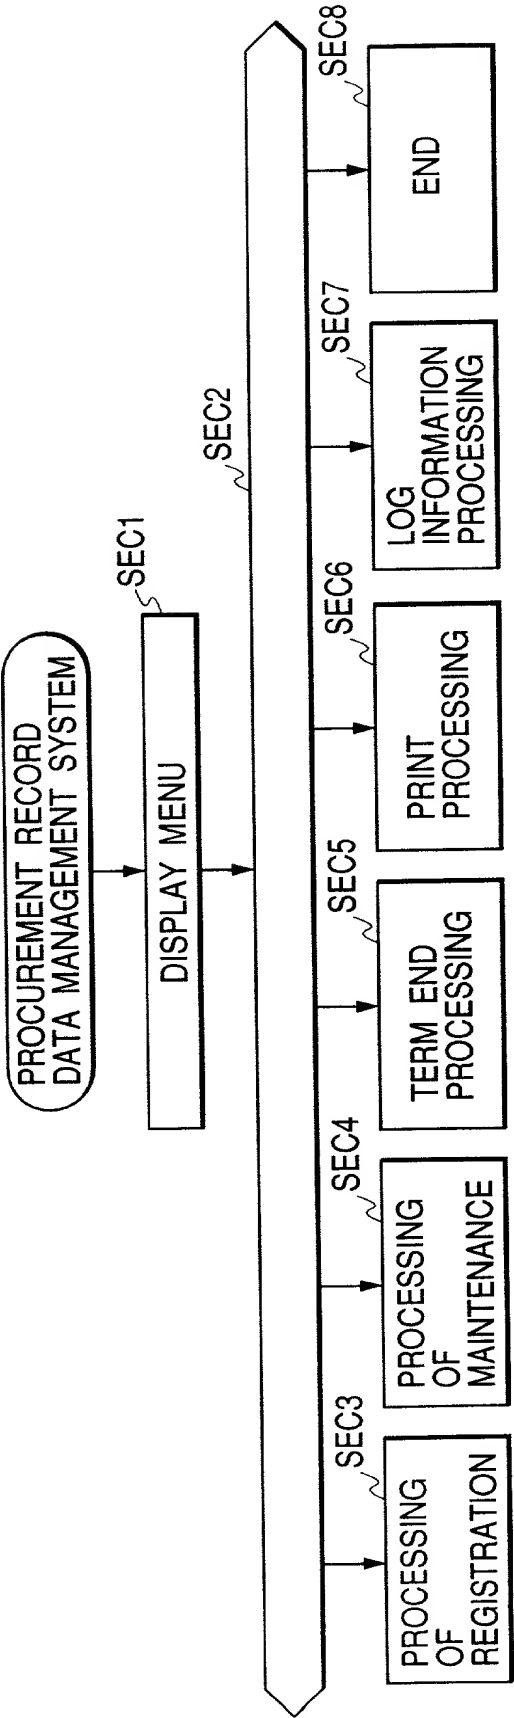 PROCUREMENT RECORD
DATA MANAGEMENT SYSTEM
SEC1
DISPLAY MENU
SEC2
SEC3
PROCESSING
OF
REGISTRATION
SEC4
PROCESSING
OF
MAINTENANCE
SEC5
TERM END
PROCESSING
SEC6
PRINT
PROCESSING
SEC7
LOG
INFORMATION
PROCESSING
SEC8
END